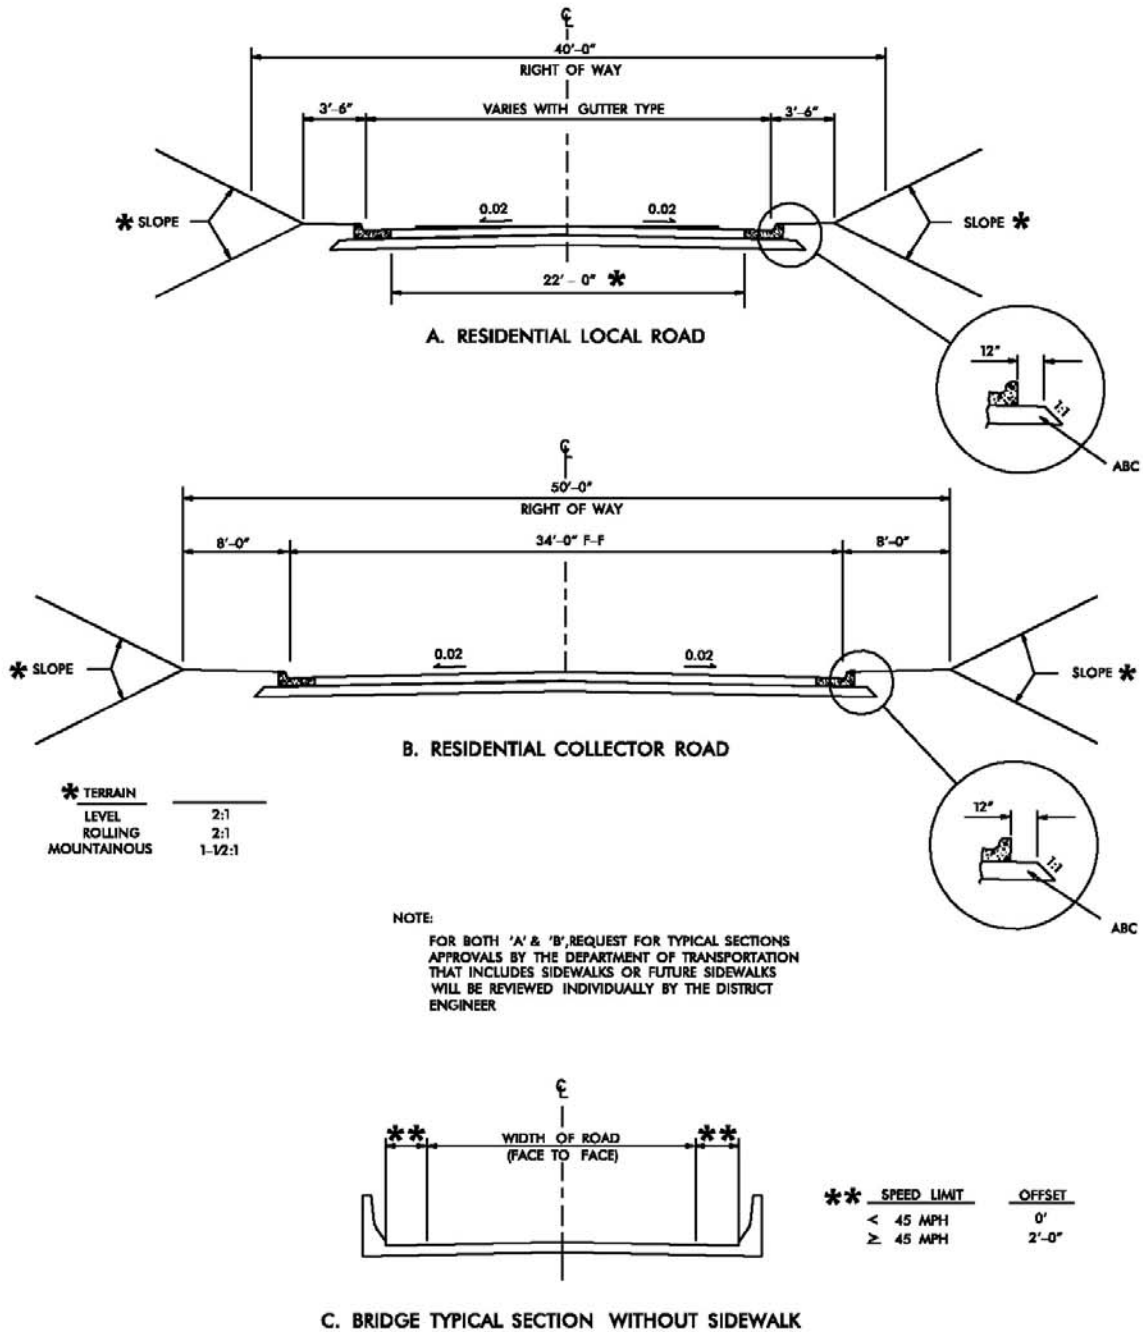 ℄
40'-0"
RIGHT OF WAY
3'-6" VARIES WITH GUTTER TYPE 3'-6"
0.02 0.02
* SLOPE SLOPE *
22' - 0" *
A. RESIDENTIAL LOCAL ROAD
12"
1:1
ABC
℄
50'-0"
RIGHT OF WAY
8'-0" 34'-0" F-F 8'-0"
0.02 0.02
* SLOPE SLOPE *
B. RESIDENTIAL COLLECTOR ROAD
* TERRAIN
LEVEL 2:1
ROLLING 2:1
MOUNTAINOUS 1-1/2:1
12"
1:1
ABC
NOTE:
FOR BOTH 'A' & 'B',REQUEST FOR TYPICAL SECTIONS
APPROVALS BY THE DEPARTMENT OF TRANSPORTATION
THAT INCLUDES SIDEWALKS OR FUTURE SIDEWALKS
WILL BE REVIEWED INDIVIDUALLY BY THE DISTRICT
ENGINEER
℄
** WIDTH OF ROAD **
(FACE TO FACE)
** SPEED LIMIT OFFSET
< 45 MPH 0'
≥ 45 MPH 2'-0"
C. BRIDGE TYPICAL SECTION WITHOUT SIDEWALK